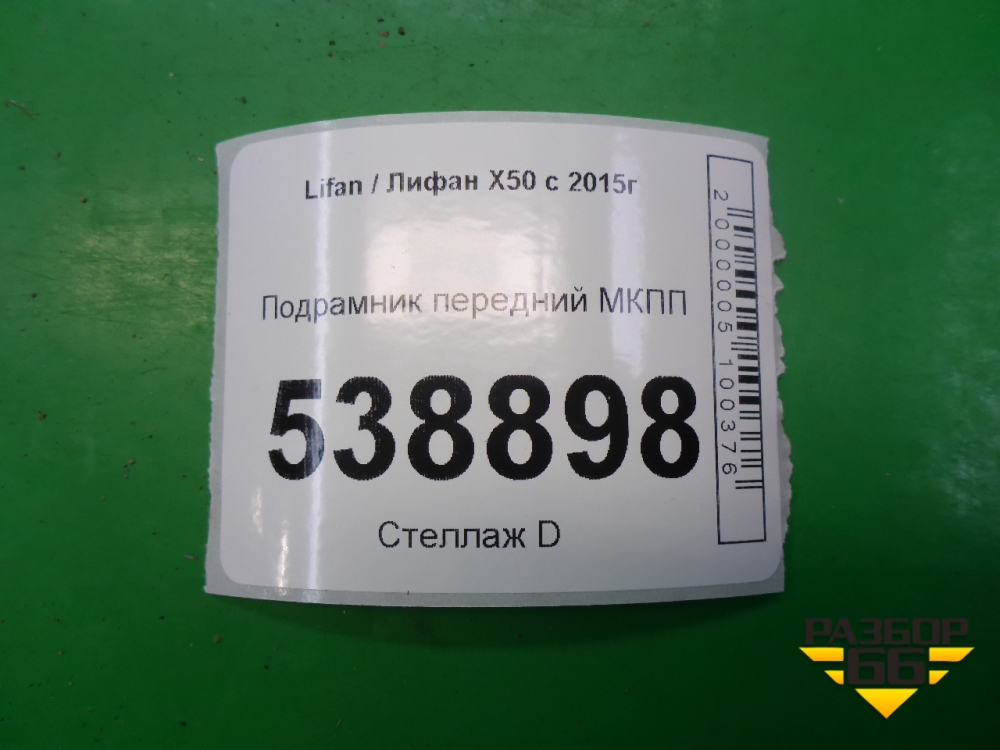 Lifan / Лифан X50 с 2015г
Подрамник передний МКПП
538898
Стеллаж D
2000005100376
РАЗБОР
66